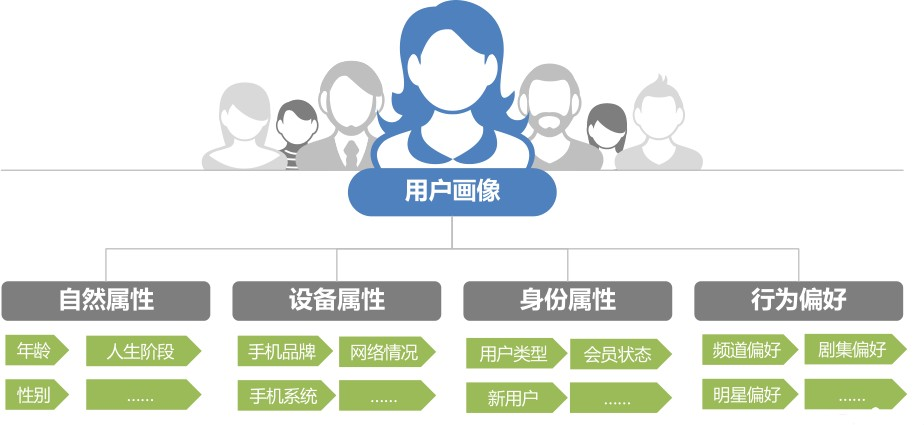 用户画像
自然属性 设备属性 身份属性 行为偏好
年龄 人生阶段 手机品牌 网络情况 用户类型 会员状态 频道偏好 剧集偏好
性别 ...... 手机系统 ...... 新用户 ...... 明星偏好 ......